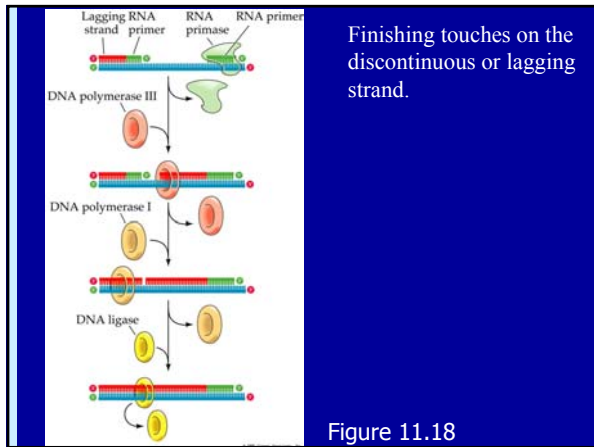 Lagging RNA
strand primer
RNA
primase
RNA primer
DNA polymerase III
DNA polymerase I
DNA ligase
Finishing touches on the
discontinuous or lagging
strand.
Figure 11.18